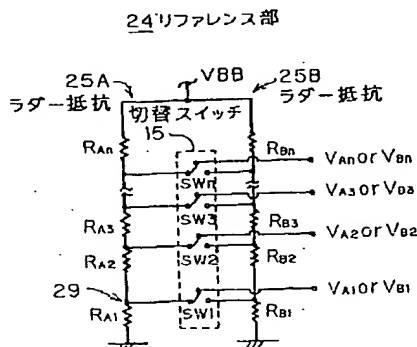 24リファレンス部
25A
ラダー抵抗
VBB
25B
ラダー抵抗
切替スイッチ
15
RAn
RBn
VAn or VBn
SWn
VA3 or VB3
SW3
RA3
RB3
VA2 or VB2
RA2
SW2
RB2
29
VA1 or VB1
RA1
SW1
RB1